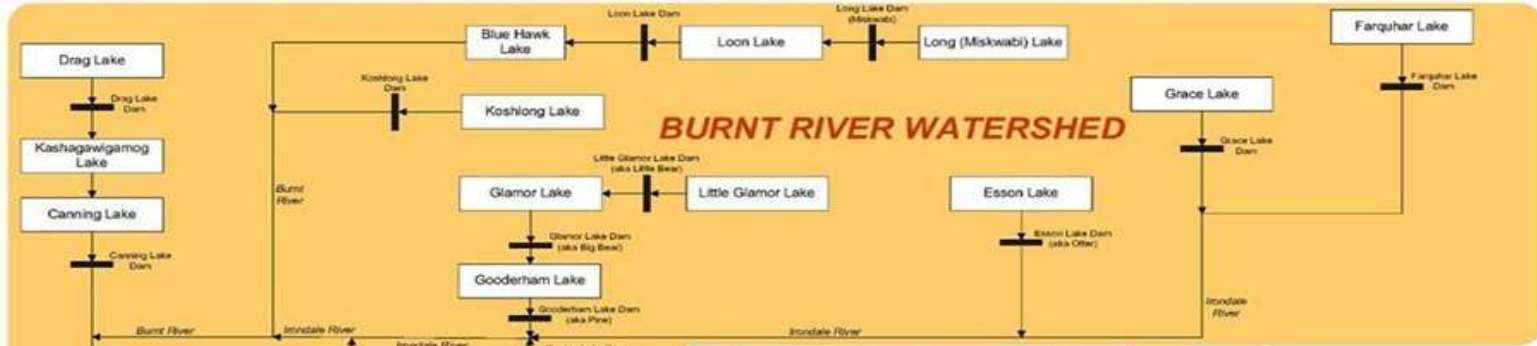 Long Lake Dam
(Miskwabi)
Loon Lake Dam
Farquhar Lake
Blue Hawk
Lake
Loon Lake
Long (Miskwabi) Lake
Drag Lake
Koshlong Lake
Dam
Farquhar Lake
Dam
Drag Lake
Dam
Grace Lake
Koshlong Lake
BURNT RIVER WATERSHED
Kashagawigamog
Lake
Grace Lake
Dam
Little Glamor Lake Dam
(aka Little Bear)
Burnt
River
Glamor Lake
Little Glamor Lake
Esson Lake
Canning Lake
Glamor Lake Dam
(aka Big Bear)
Esson Lake Dam
(aka Otter)
Canning Lake
Dam
Gooderham Lake
Irondale
River
Gooderham Lake Dam
(aka Pine)
Burnt River
Irondale River
Irondale River
Irondale River